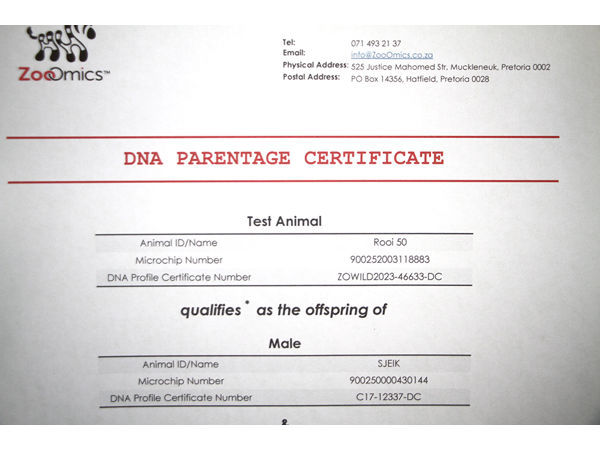 ZooOmics™
Tel: 071 493 21 37
Email: info@ZooOmics.co.za
Physical Address: 525 Justice Mahomed Str, Muckleneuk, Pretoria 0002
Postal Address: PO Box 14356, Hatfield, Pretoria 0028
DNA PARENTAGE CERTIFICATE
Test Animal
Animal ID/Name Rooi 50
Microchip Number 900252003118883
DNA Profile Certificate Number ZOWILD2023-46633-DC
qualifies * as the offspring of
Male
Animal ID/Name SJEIK
Microchip Number 900250000430144
DNA Profile Certificate Number C17-12337-DC
&